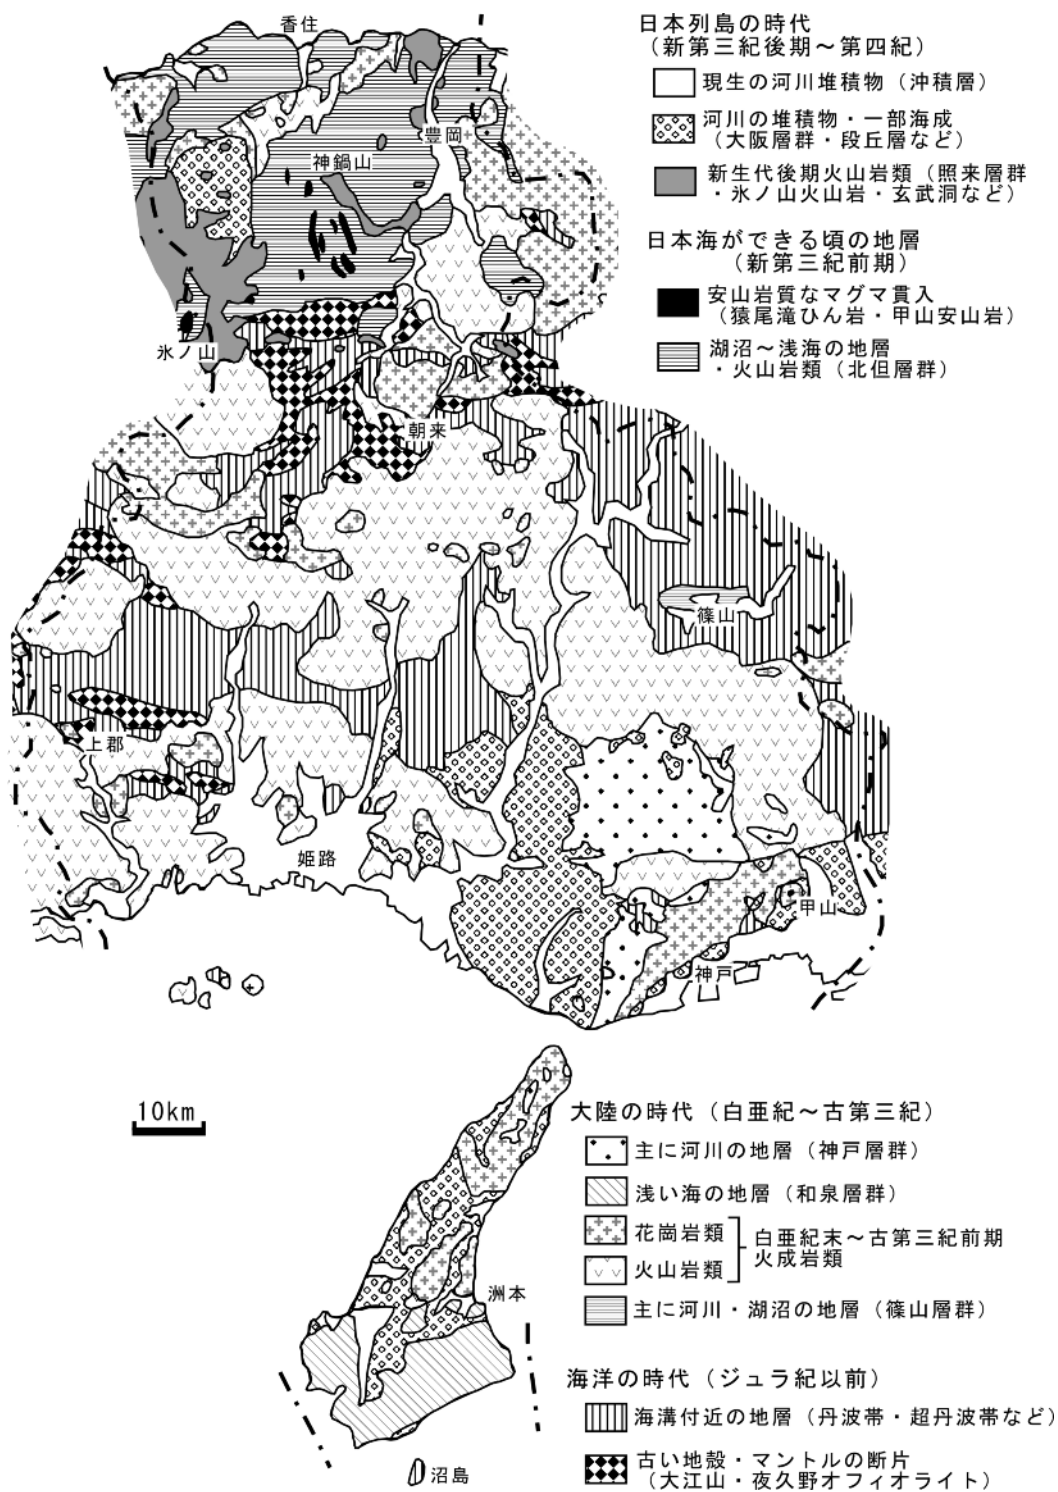 香住
豊岡
神鍋山
氷ノ山
朝来
篠山
上郡
姫路
甲山
神戸
10km
洲本
沼島
日本列島の時代
(新第三紀後期～第四紀)
現生の河川堆積物(沖積層)
河川の堆積物・一部海成
(大阪層群・段丘層など)
新生代後期火山岩類(照来層群
・氷ノ山火山岩・玄武洞など)
日本海ができる頃の地層
(新第三紀前期)
安山岩質なマグマ貫入
(猿尾滝ひん岩・甲山安山岩)
湖沼～浅海の地層
・火山岩類(北但層群)
大陸の時代(白亜紀～古第三紀)
主に河川の地層(神戸層群)
浅い海の地層(和泉層群)
花崗岩類
火山岩類
白亜紀末～古第三紀前期
火成岩類
主に河川・湖沼の地層(篠山層群)
海洋の時代(ジュラ紀以前)
海溝付近の地層(丹波帯・超丹波帯など)
古い地殻・マントルの断片
(大江山・夜久野オフィオライト)